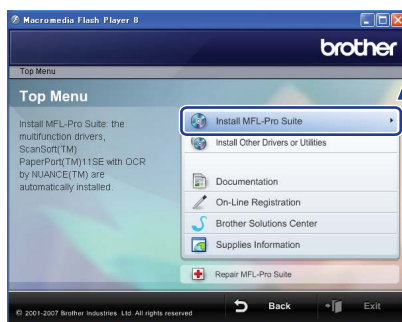 Macromedia Flash Player 8
brother
Top Menu
Top Menu
Install MFL-Pro Suite: the
multifunction drivers,
ScanSoft(TM)
PaperPort(TM)11SE with OCR
by NUANCE(TM) are
automatically installed.
Install MFL-Pro Suite
Install Other Drivers or Utilities
Documentation
On-Line Registration
Brother Solutions Center
Supplies Information
Repair MFL-Pro Suite
© 2001-2007 Brother Industries Ltd. All rights reserved
Back
Exit